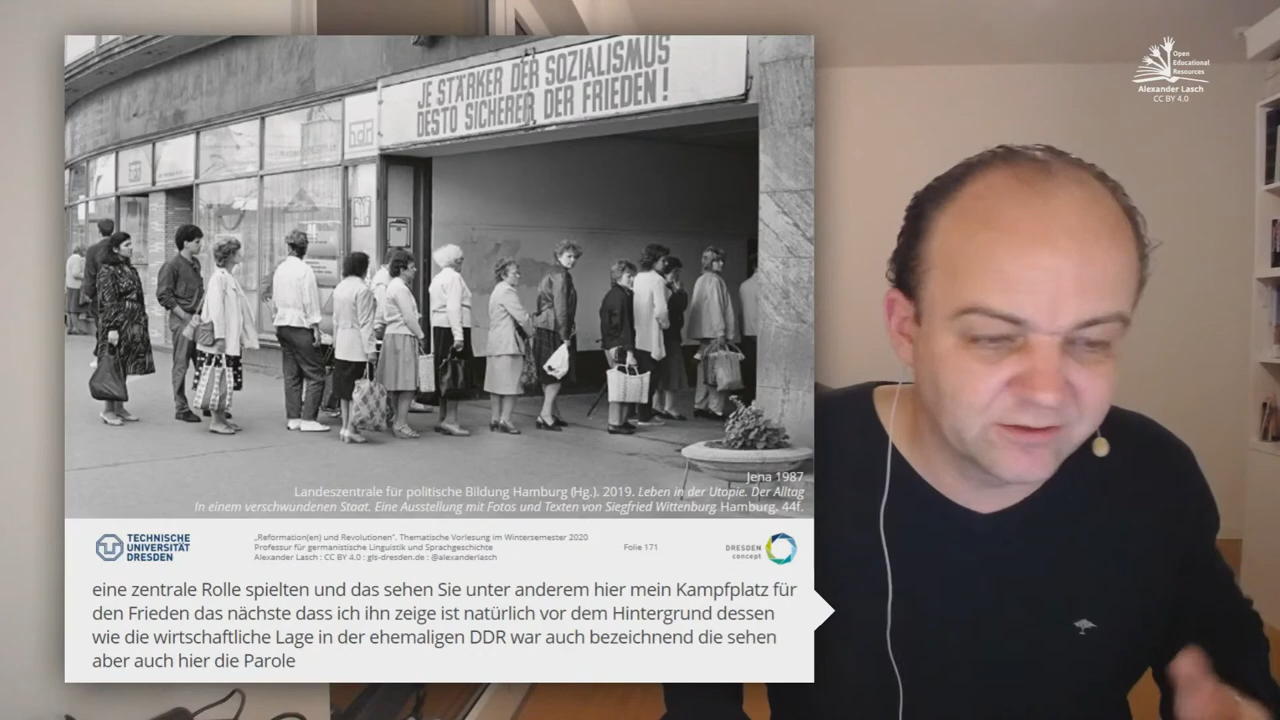 JE STÄRKER DER SOZIALISMUS
DESTO SICHERER DER FRIEDEN!
Jena 1987
Landeszentrale für politische Bildung Hamburg (Hg.). 2019. Leben in der Utopie. Der Alltag
In einem verschwundenen Staat. Eine Ausstellung mit Fotos und Texten von Siegfried Wittenburg. Hamburg. 44f.
TECHNISCHE
UNIVERSITÄT
DRESDEN
„Reformation(en) und Revolutionen“. Thematische Vorlesung im Wintersemester 2020
Professur für germanistische Linguistik und Sprachgeschichte
Alexander Lasch : CC BY 4.0 : gls-dresden.de : @alexanderlasch
Folie 171
DRESDEN
concept
eine zentrale Rolle spielten und das sehen Sie unter anderem hier mein Kampfplatz für
den Frieden das nächste dass ich ihn zeige ist natürlich vor dem Hintergrund dessen
wie die wirtschaftliche Lage in der ehemaligen DDR war auch bezeichnend die sehen
aber auch hier die Parole
Open
Educational
Resources
Alexander Lasch
CC BY 4.0